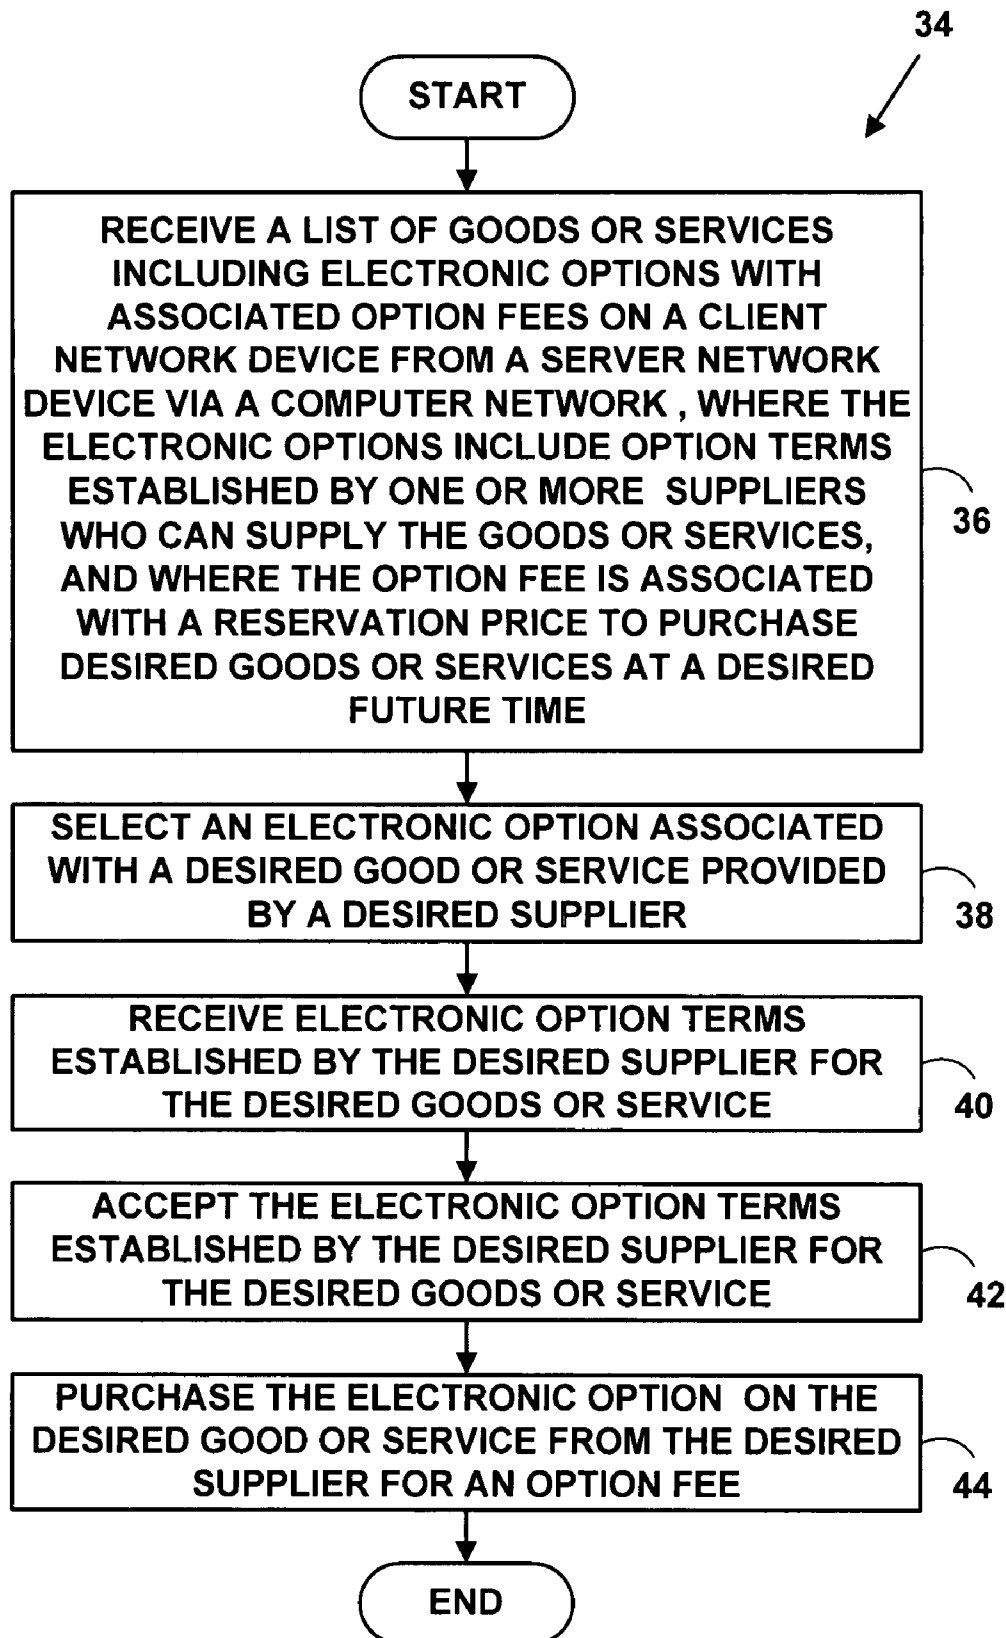 34
START
RECEIVE A LIST OF GOODS OR SERVICES
INCLUDING ELECTRONIC OPTIONS WITH
ASSOCIATED OPTION FEES ON A CLIENT
NETWORK DEVICE FROM A SERVER NETWORK
DEVICE VIA A COMPUTER NETWORK , WHERE THE
ELECTRONIC OPTIONS INCLUDE OPTION TERMS
ESTABLISHED BY ONE OR MORE SUPPLIERS
WHO CAN SUPPLY THE GOODS OR SERVICES,
AND WHERE THE OPTION FEE IS ASSOCIATED
WITH A RESERVATION PRICE TO PURCHASE
DESIRED GOODS OR SERVICES AT A DESIRED
FUTURE TIME
36
SELECT AN ELECTRONIC OPTION ASSOCIATED
WITH A DESIRED GOOD OR SERVICE PROVIDED
BY A DESIRED SUPPLIER
38
RECEIVE ELECTRONIC OPTION TERMS
ESTABLISHED BY THE DESIRED SUPPLIER FOR
THE DESIRED GOODS OR SERVICE
40
ACCEPT THE ELECTRONIC OPTION TERMS
ESTABLISHED BY THE DESIRED SUPPLIER FOR
THE DESIRED GOODS OR SERVICE
42
PURCHASE THE ELECTRONIC OPTION ON THE
DESIRED GOOD OR SERVICE FROM THE DESIRED
SUPPLIER FOR AN OPTION FEE
44
END